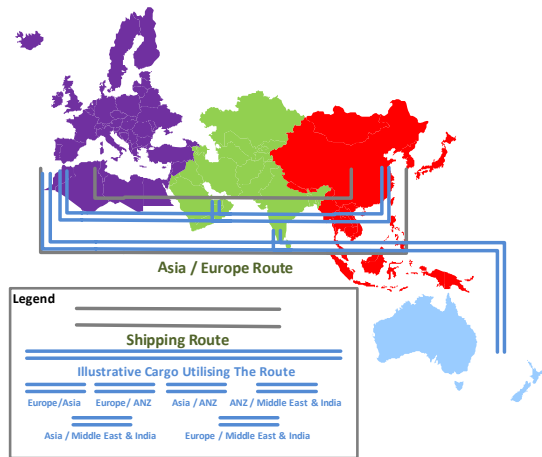 Asia / Europe Route
Legend
Shipping Route
Illustrative Cargo Utilising The Route
Europe/Asia
Europe/ ANZ
Asia / ANZ
ANZ / Middle East & India
Asia / Middle East & India
Europe / Middle East & India